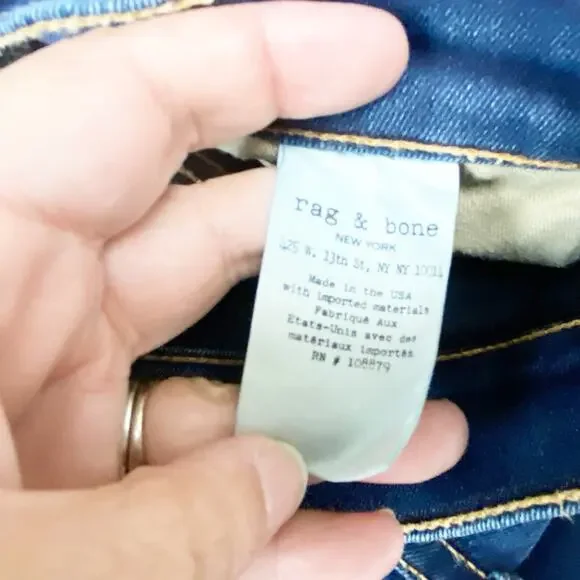 rag & bone
NEW YORK
425 W. 13th St, NY NY 10011
Made in the USA
with imported materials
Fabriqué Aux
Etats-Unis avec des
matériaux importés
RN # 108879